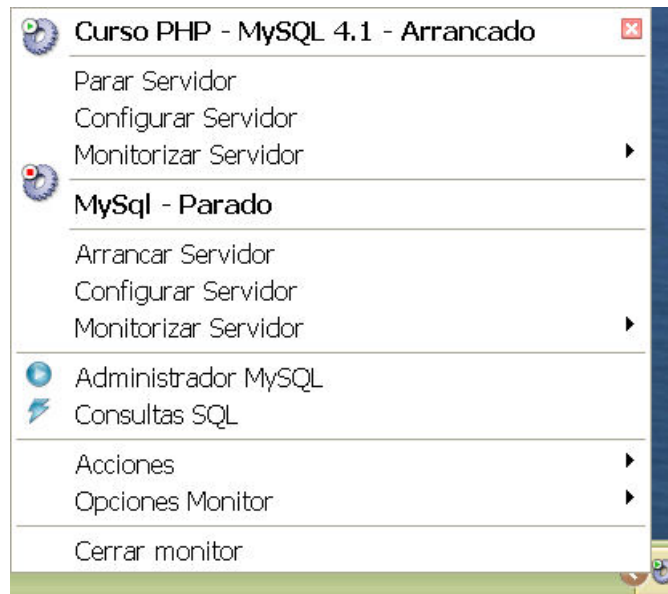 Curso PHP - MySQL 4.1 - Arrancado
Parar Servidor
Configurar Servidor
Monitorizar Servidor
MySql - Parado
Arrancar Servidor
Configurar Servidor
Monitorizar Servidor
Administrador MySQL
Consultas SQL
Acciones
Opciones Monitor
Cerrar monitor